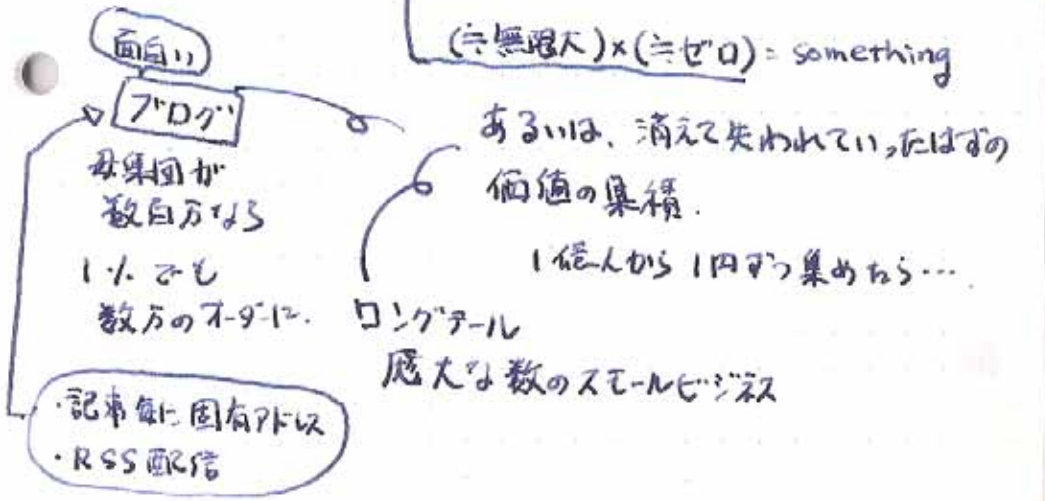 面白い
ブログ
母集団が
数百万なら
1%でも
数万のオーダーに.
・記事毎に固有アドレス
・RSS配信
(≒無限大)×(≒ゼロ)= something
あるいは、消えて失われていったはずの
価値の集積.
1億人から1円ずつ集めたら…
ロングテール
厖大な数のスモールビジネス